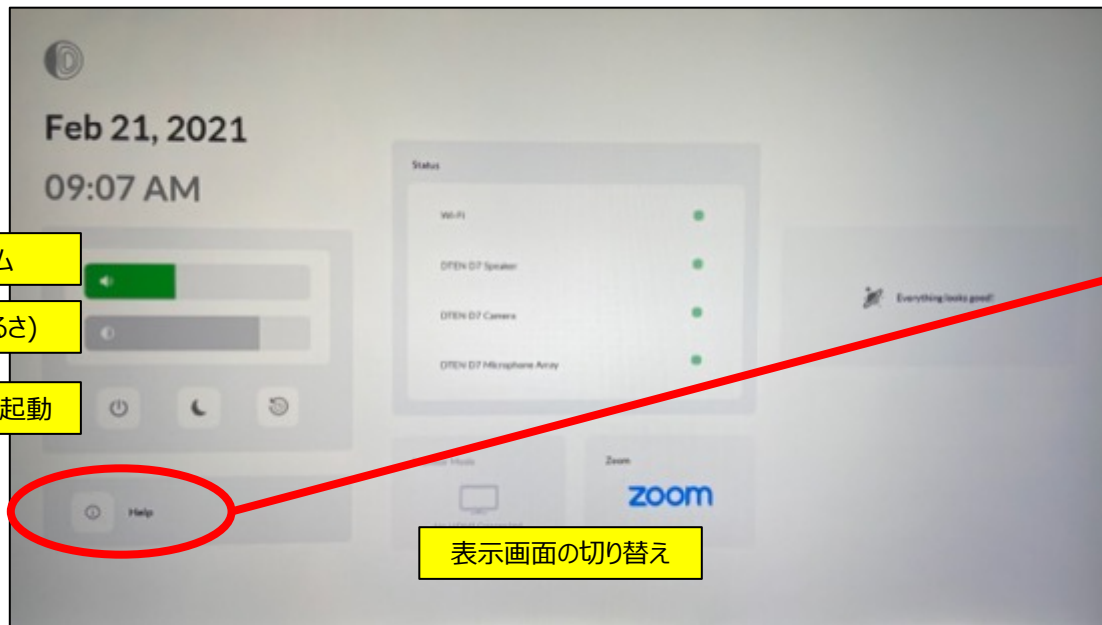 Feb 21, 2021
09:07 AM
ム
るさ)
起動
Help
Status
Wi-Fi
DTEN D7 Speaker
DTEN D7 Camera
DTEN D7 Microphone Array
Everything looks good!
Mode
Zoom
zoom
表示画面の切り替え